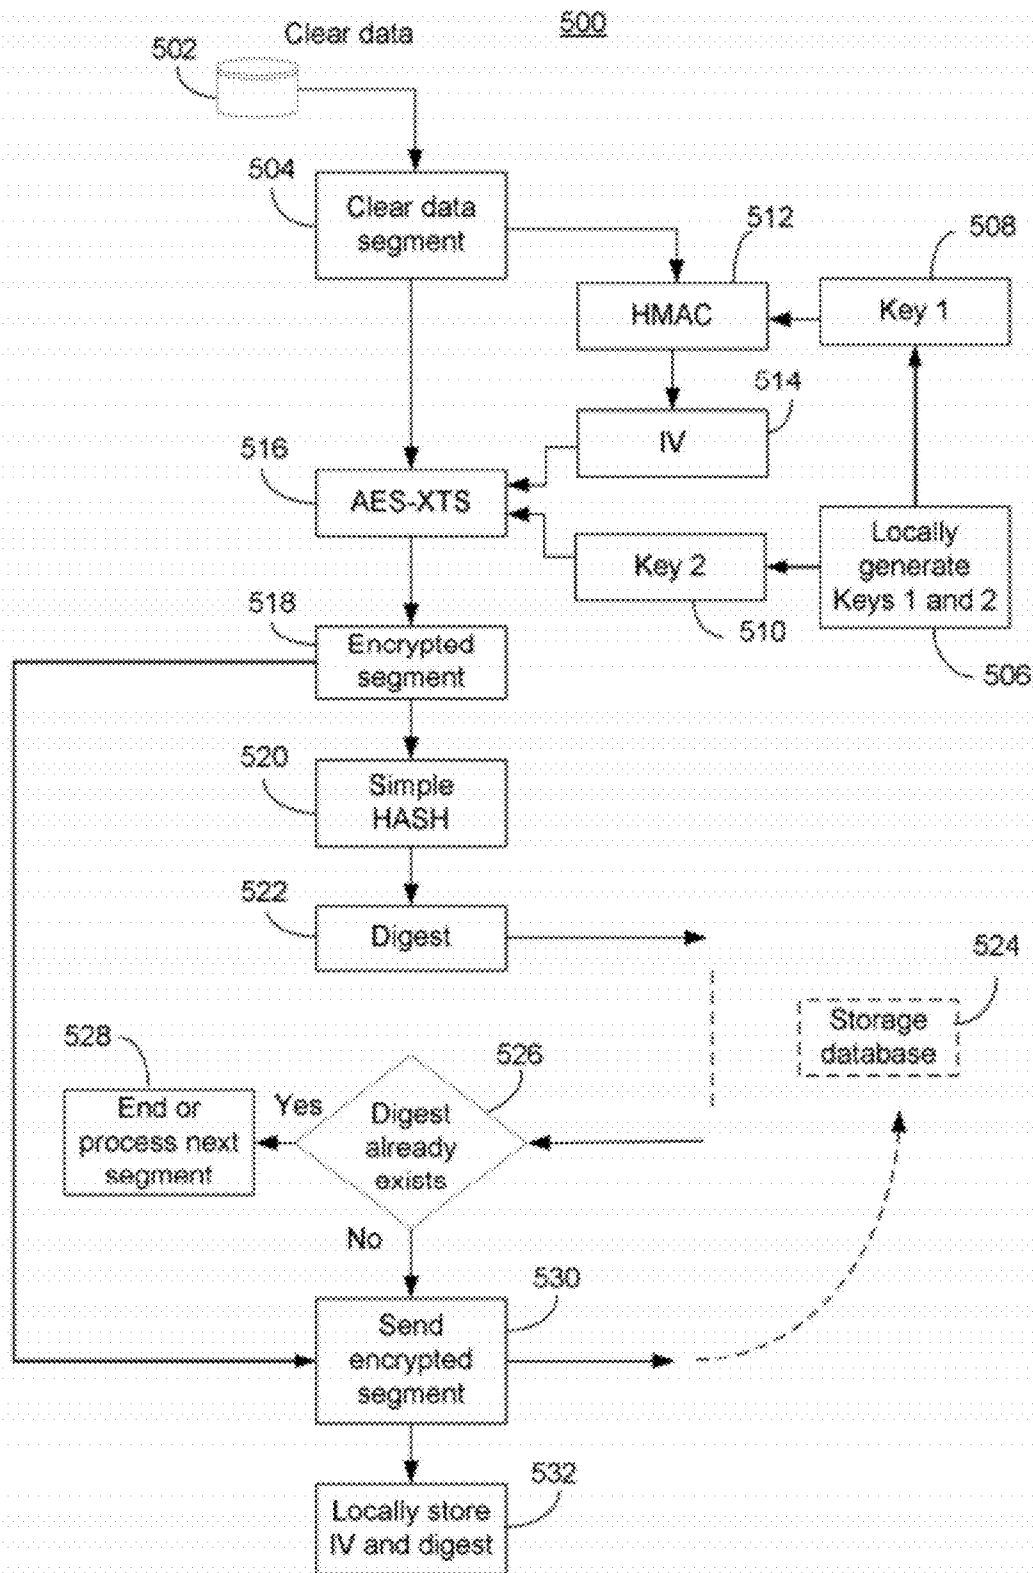 500
Clear data
502
504
Clear data
segment
512
508
HMAC
Key 1
514
IV
516
AES-XTS
Key 2
510
Locally
generate
Keys 1 and 2
506
518
Encrypted
segment
520
Simple
HASH
522
Digest
524
Storage
database
528
End or
process next
segment
Yes
526
Digest
already
exists
No
530
Send
encrypted
segment
532
Locally store
IV and digest